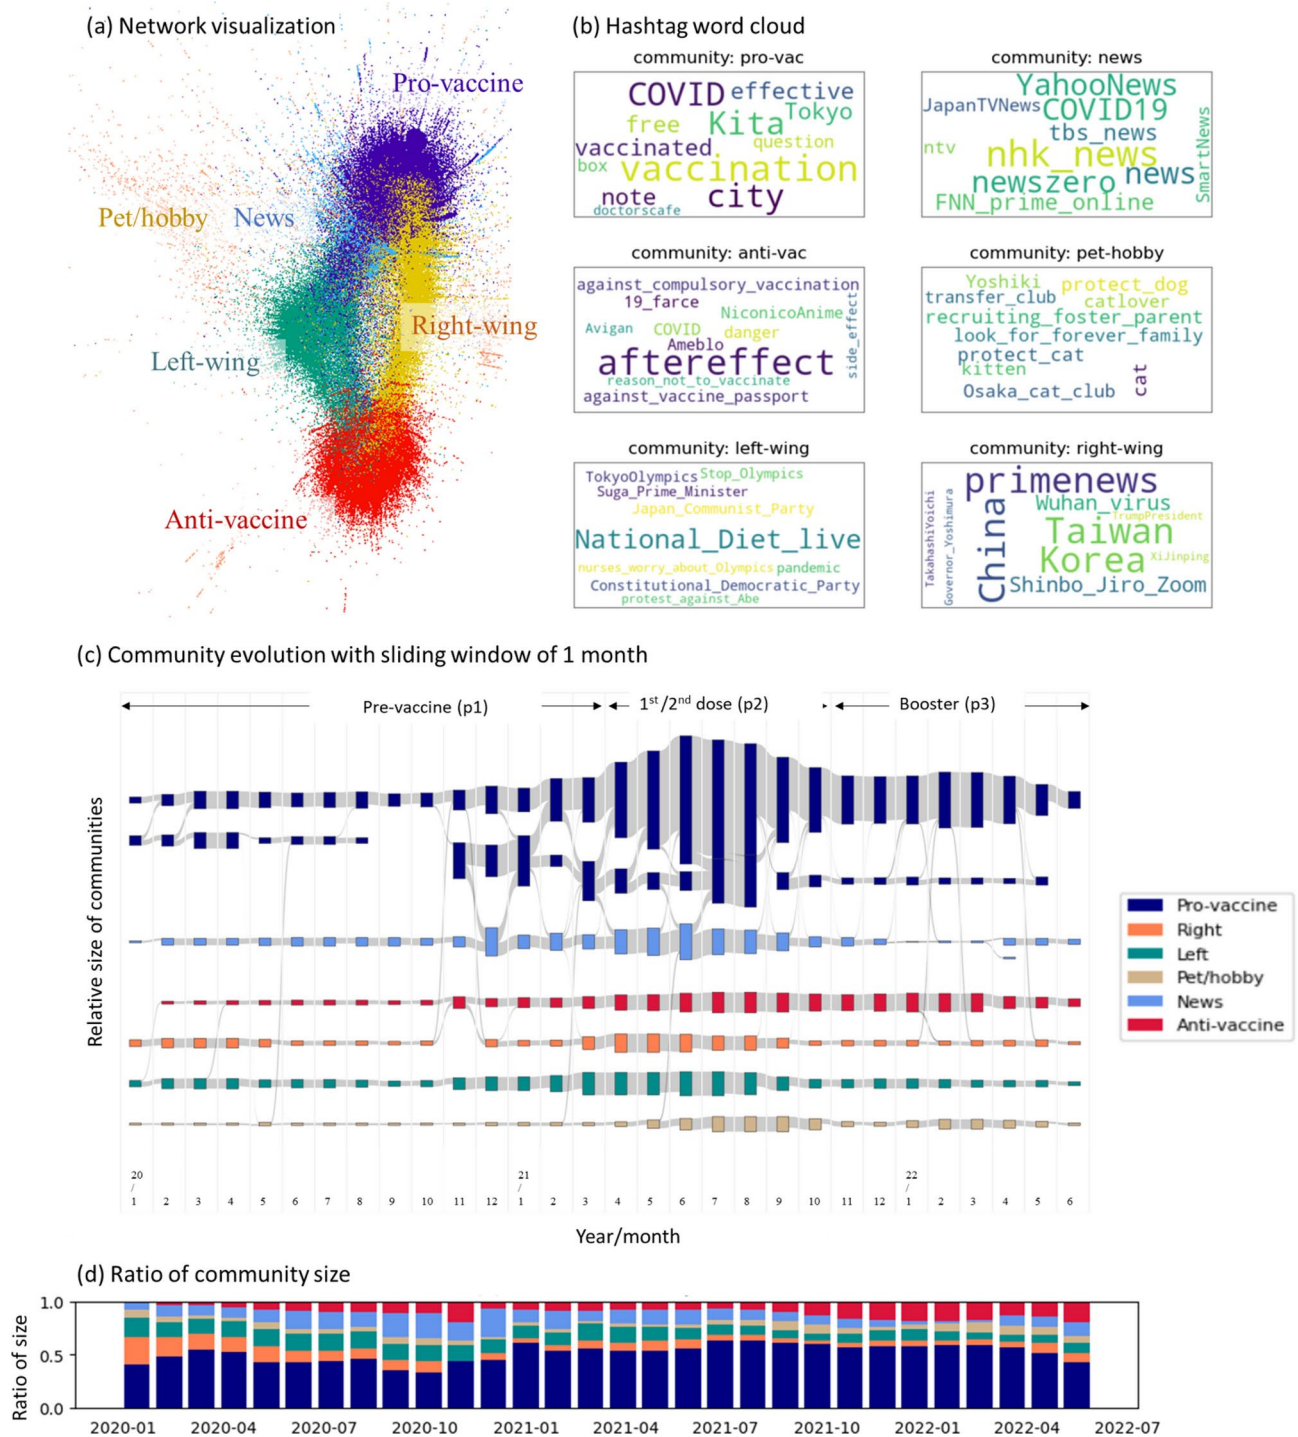 (a) Network visualization
Pro-vaccine
Pet/hobby
News
Right-wing
Left-wing
Anti-vaccine
(b) Hashtag word cloud
community: pro-vac
COVID
effective
Tokyo
free
Kita
question
vaccinated
box
vaccination
note
city
doctorscafe
community: news
YahooNews
JapanTVNews
COVID19
tbs_news
ntv
nhk_news
SmartNews
newszero
news
FNN_prime_online
community: anti-vac
against_compulsory_vaccination
19_farce
NiconicoAnime
Avigan
COVID
danger
Ameblo
side_effect
aftereffect
reason_not_to_vaccinate
against_vaccine_passport
community: pet-hobby
Yoshiki
protect_dog
transfer_club
catlover
recruiting_foster_parent
look_for_forever_family
protect_cat
kitten
cat
Osaka_cat_club
community: left-wing
TokyoOlympics
Stop_Olympics
Suga_Prime_Minister
Japan_Communist_Party
National_Diet_live
nurses_worry_about_Olympics
pandemic
Constitutional_Democratic_Party
protest_against_Abe
community: right-wing
primenews
Wuhan_virus
TrumpPresident
TakahashiYoichi
Governor_Yoshimura
China
Taiwan
Korea
XiJinping
Shinbo_Jiro_Zoom
(c) Community evolution with sliding window of 1 month
Pre-vaccine (p1)
1st/2nd dose (p2)
Booster (p3)
Relative size of communities
Pro-vaccine
Right
Left
Pet/hobby
News
Anti-vaccine
20 21 22
/ / /
1 2 3 4 5 6 7 8 9 10 11 12 1 2 3 4 5 6 7 8 9 10 11 12 1 2 3 4 5 6
Year/month
(d) Ratio of community size
Ratio of size
1.0
0.5
0.0
2020-01 2020-04 2020-07 2020-10 2021-01 2021-04 2021-07 2021-10 2022-01 2022-04 2022-07